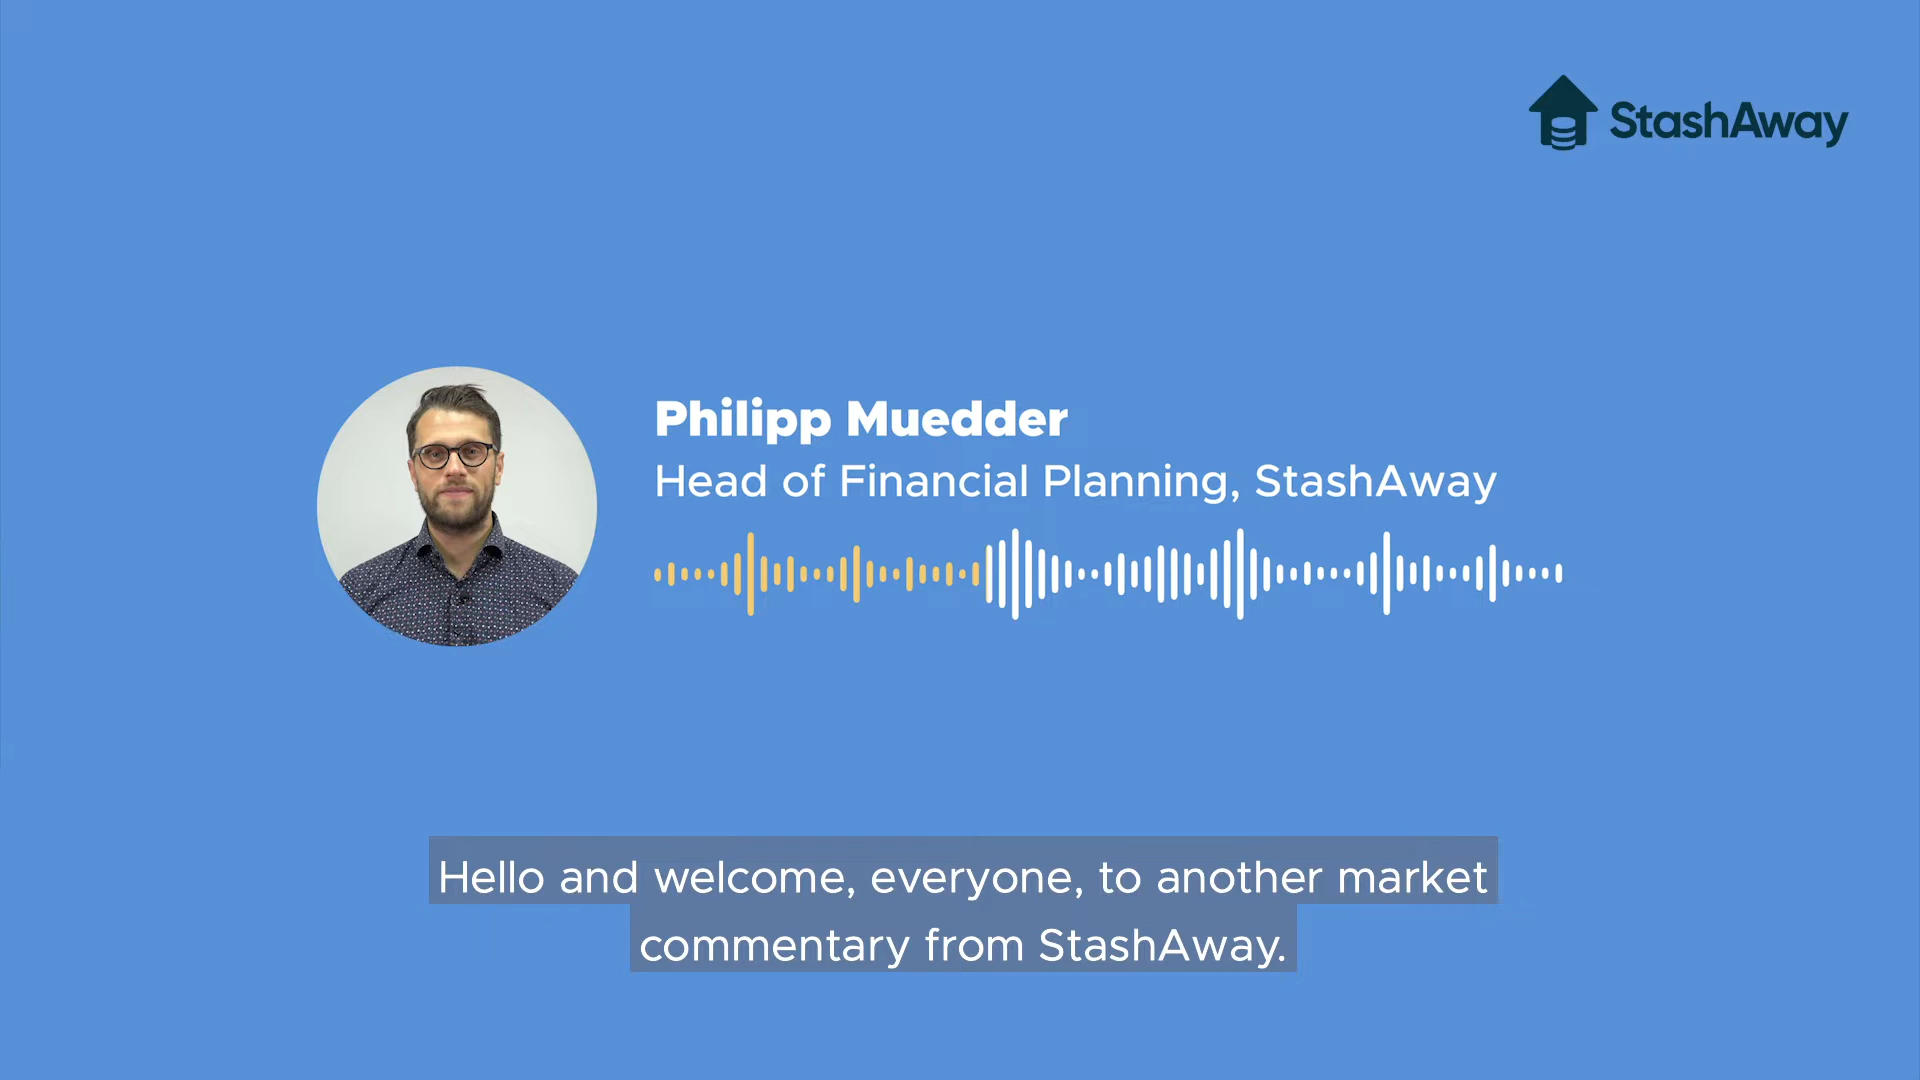 StashAway
Philipp Muedder
Head of Financial Planning, StashAway
Hello and welcome, everyone, to another market
commentary from StashAway.